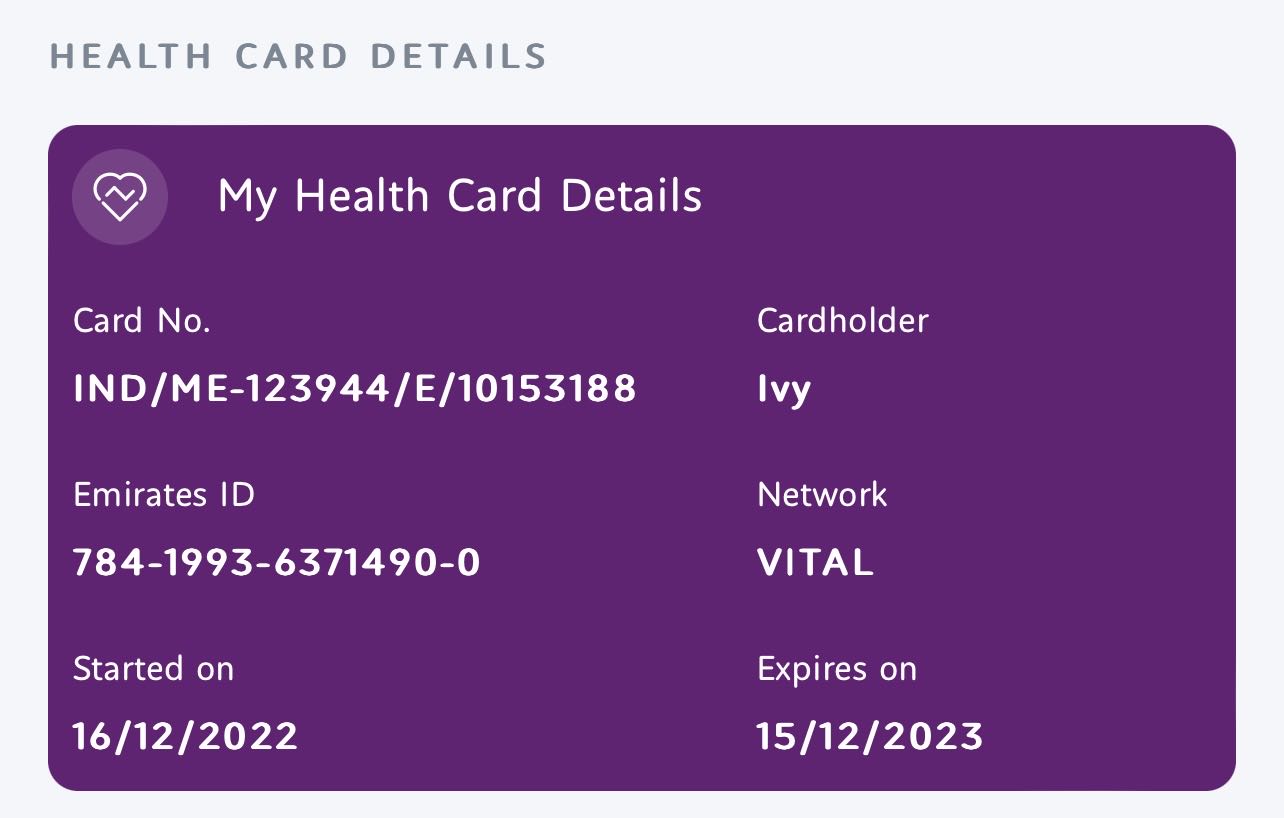 HEALTH CARD DETAILS
My Health Card Details
Card No.
Cardholder
IND/ME-123944/E/10153188
Ivy
Emirates ID
Network
784-1993-6371490-0
VITAL
Started on
Expires on
16/12/2022
15/12/2023